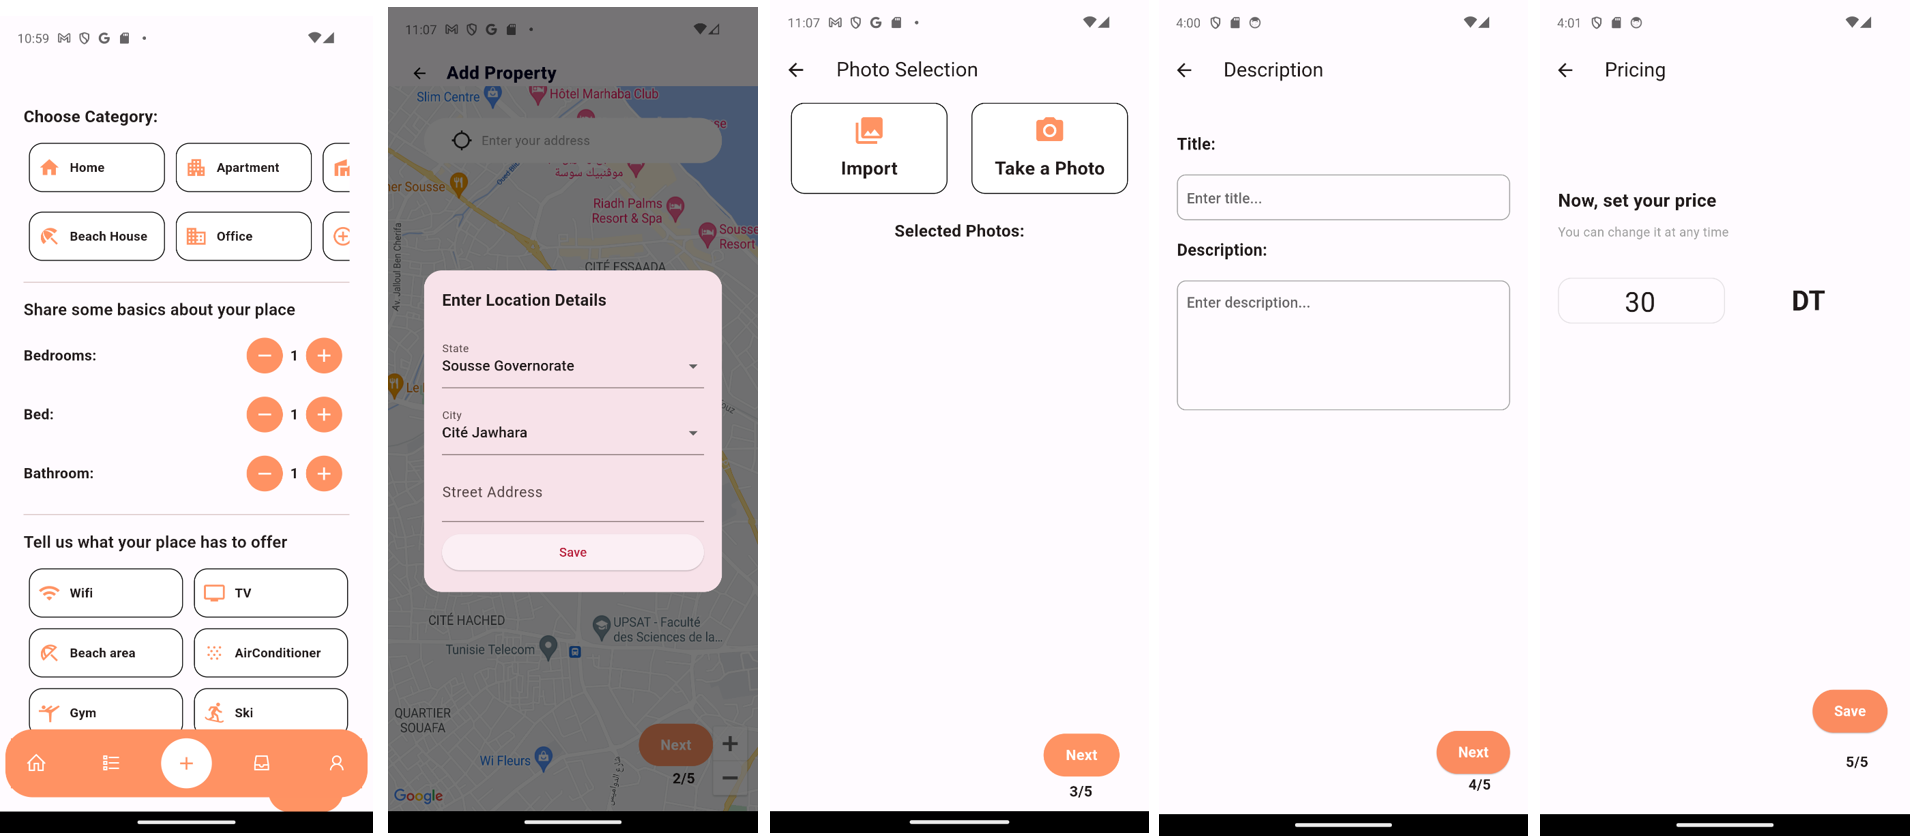 10:59
Choose Category:
Home
Apartment
Beach House
Office
Share some basics about your place
Bedrooms:
1
Bed:
1
Bathroom:
1
Tell us what your place has to offer
Wifi
TV
Beach area
AirConditioner
Gym
Ski
11:07
Add Property
Slim Centre
Hôtel Marhaba Club
Enter your address
er Sousse
موڤنبيك سوسة
Riadh Palms
Resort & Spa
Sousse
Resort
Av. Jalloul Ben Cherifa
CITÉ ESSAADA
Enter Location Details
State
Sousse Governorate
City
Cité Jawhara
Street Address
Save
CITÉ HACHED
UPSAT - Faculté
des Sciences de la...
Tunisie Telecom
QUARTIER
SOUAFA
Wi Fleurs
Next
2/5
Google
11:07
Photo Selection
Import
Take a Photo
Selected Photos:
Next
3/5
4:00
Description
Title:
Enter title...
Description:
Enter description...
Next
4/5
4:01
Pricing
Now, set your price
You can change it at any time
30
DT
Save
5/5